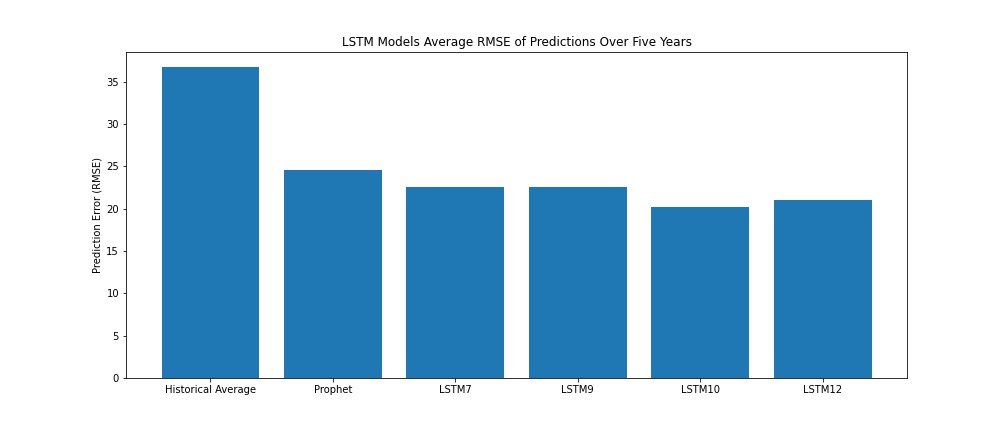 LSTM Models Average RMSE of Predictions Over Five Years
Prediction Error (RMSE)
35
30
25
20
15
10
5
0
Historical Average
Prophet
LSTM7
LSTM9
LSTM10
LSTM12